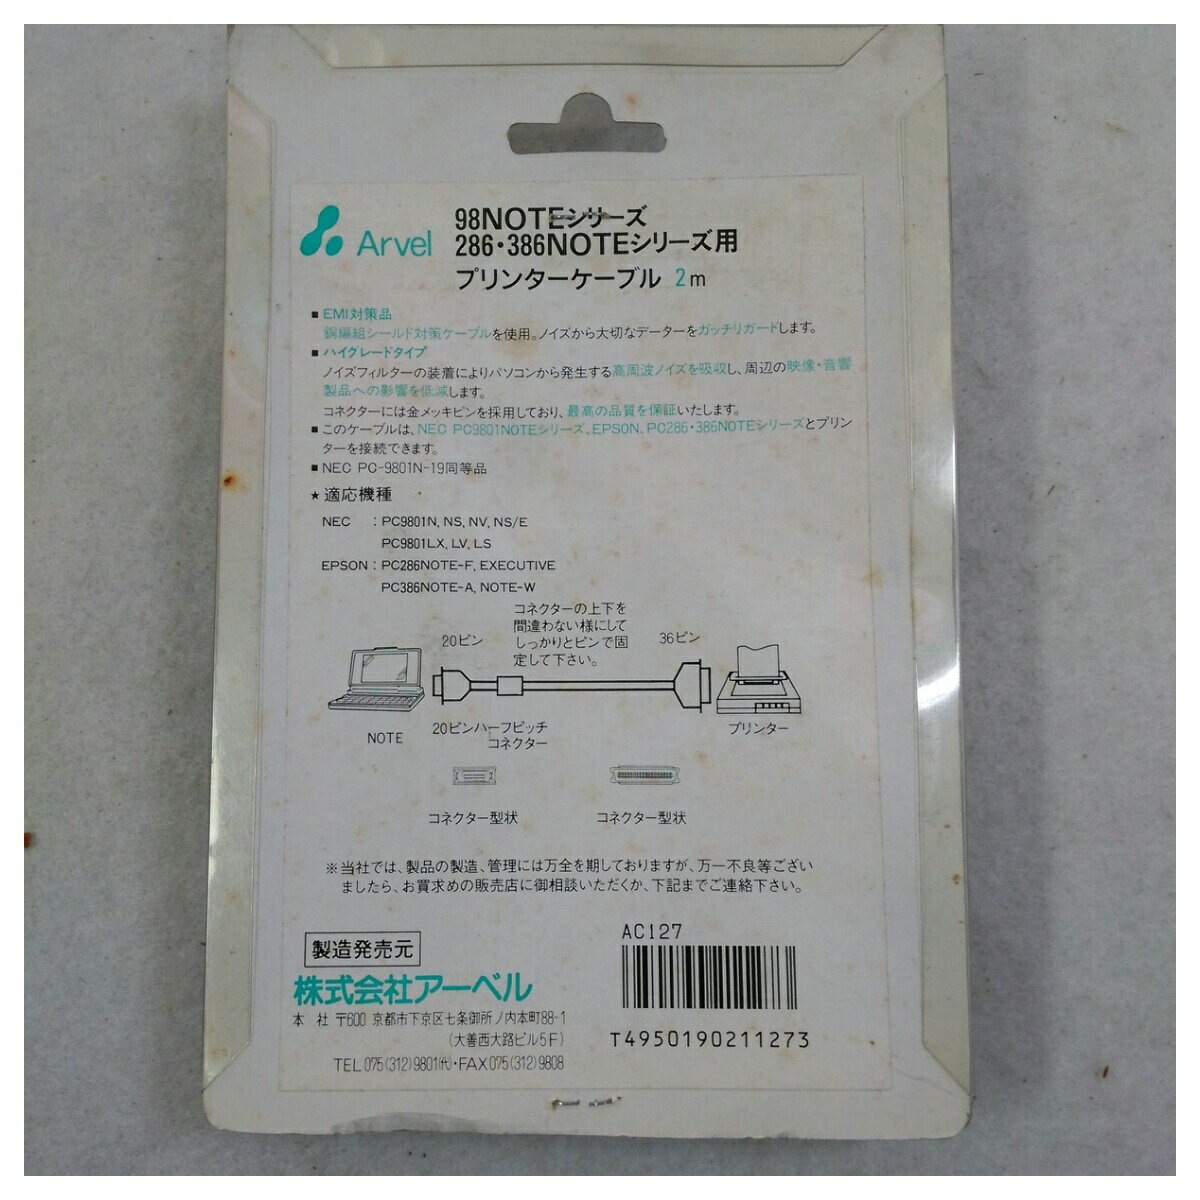 Arvel
98NOTEシリーズ
286・386NOTEシリーズ用
プリンターケーブル 2m
■ EMI対策品
銅編組シールド対策ケーブルを使用。ノイズから大切なデーターをガッチリガードします。
■ ハイグレードタイプ
ノイズフィルターの装着によりパソコンから発生する高周波ノイズを吸収し、周辺の映像・音響
製品への影響を低減します。
コネクターには金メッキピンを採用しており、最高の品質を保証いたします。
■ このケーブルは、NEC PC9801NOTEシリーズ、EPSON、PC286・386NOTEシリーズとプリン
ターを接続できます。
■ NEC PC-9801N-19同等品
★ 適応機種
NEC : PC9801N, NS, NV, NS/E
PC9801LX, LV, LS
EPSON : PC286NOTE-F, EXECUTIVE
PC386NOTE-A, NOTE-W
コネクターの上下を
間違わない様にして
しっかりとピンで固
定して下さい。
20ピン
36ピン
NOTE
20ピンハーフピッチ
コネクター
プリンター
コネクター型状
コネクター型状
※当社では、製品の製造、管理には万全を期しておりますが、万一不良等ござい
ましたら、お買求めの販売店に御相談いただくか、下記までご連絡下さい。
製造発売元
株式会社アーベル
本 社 〒600 京都市下京区七条御所ノ内本町88-1
(大善西大路ビル5F)
TEL 075(312)9801(代)・FAX 075(312)9808
AC127
T4950190211273